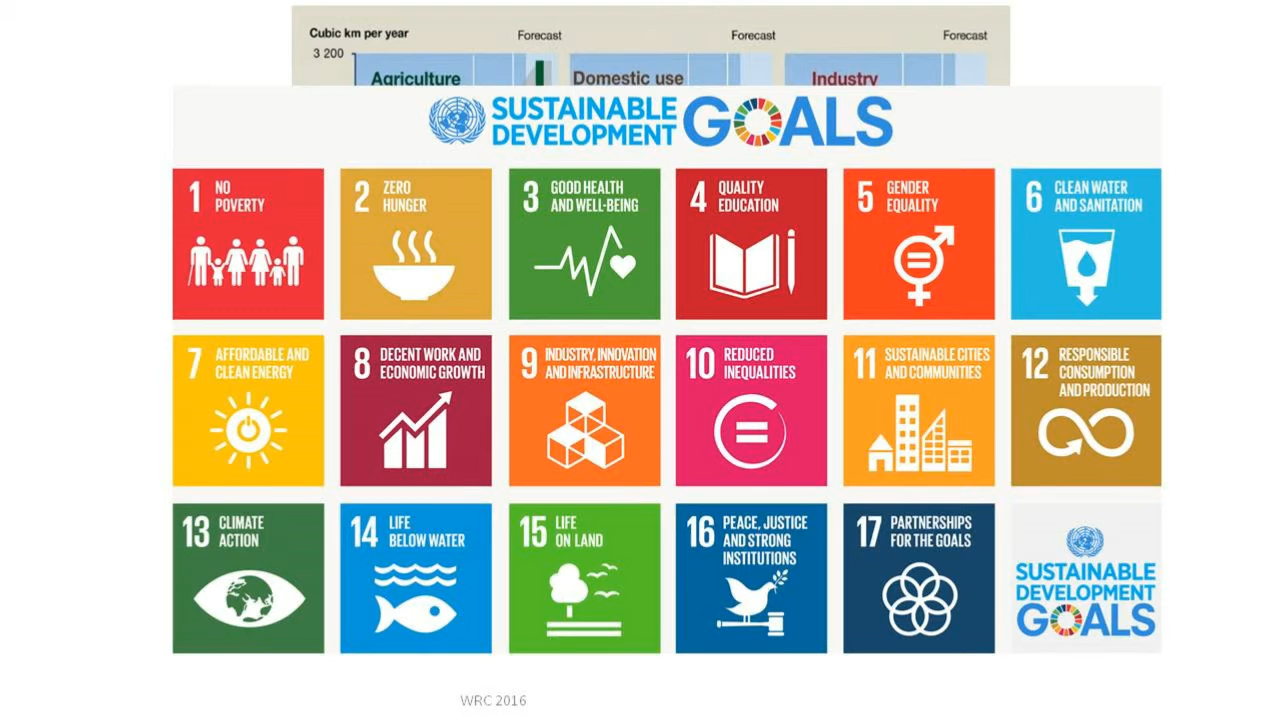 Cubic km per year
Forecast
Forecast
Forecast
3 200
Agriculture
Domestic use
Industry
SUSTAINABLE
DEVELOPMENT
GOALS
1 NO
POVERTY
2 ZERO
HUNGER
3 GOOD HEALTH
AND WELL-BEING
4 QUALITY
EDUCATION
5 GENDER
EQUALITY
6 CLEAN WATER
AND SANITATION
7 AFFORDABLE AND
CLEAN ENERGY
8 DECENT WORK AND
ECONOMIC GROWTH
9 INDUSTRY, INNOVATION
AND INFRASTRUCTURE
10 REDUCED
INEQUALITIES
11 SUSTAINABLE CITIES
AND COMMUNITIES
12 RESPONSIBLE
CONSUMPTION
AND PRODUCTION
13 CLIMATE
ACTION
14 LIFE
BELOW WATER
15 LIFE
ON LAND
16 PEACE, JUSTICE
AND STRONG
INSTITUTIONS
17 PARTNERSHIPS
FOR THE GOALS
SUSTAINABLE
DEVELOPMENT
GOALS
WRC 2016